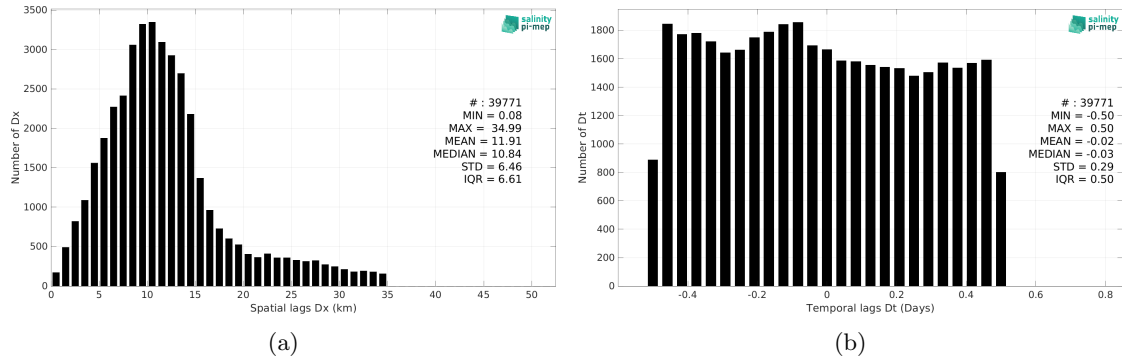 3500
3000
2500
2000
1500
1000
500
0
Number of Dx
salinity
pi-mep
# : 39771
MIN = 0.08
MAX = 34.99
MEAN = 11.91
MEDIAN = 10.84
STD = 6.46
IQR = 6.61
0 5 10 15 20 25 30 35 40 45 50
Spatial lags Dx (km)
(a)
1800
1600
1400
1200
1000
800
600
400
200
0
Number of Dt
salinity
pi-mep
# : 39771
MIN = -0.50
MAX = 0.50
MEAN = -0.02
MEDIAN = -0.03
STD = 0.29
IQR = 0.50
-0.4 -0.2 0 0.2 0.4 0.6 0.8
Temporal lags Dt (Days)
(b)